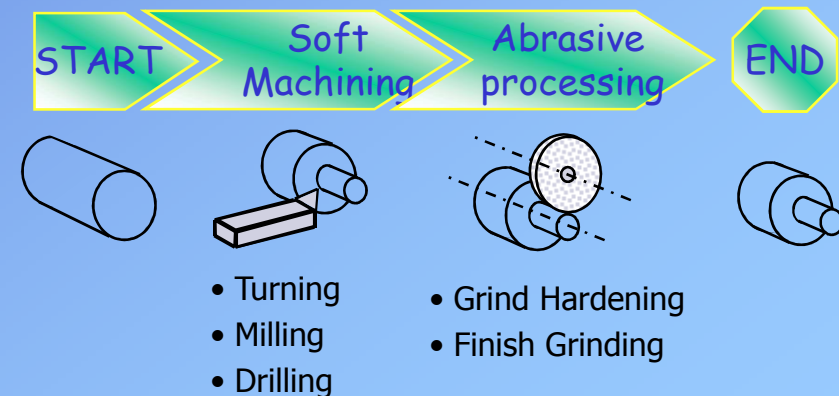 START
Soft
Machining
Abrasive
processing
END
• Turning
• Milling
• Drilling
• Grind Hardening
• Finish Grinding